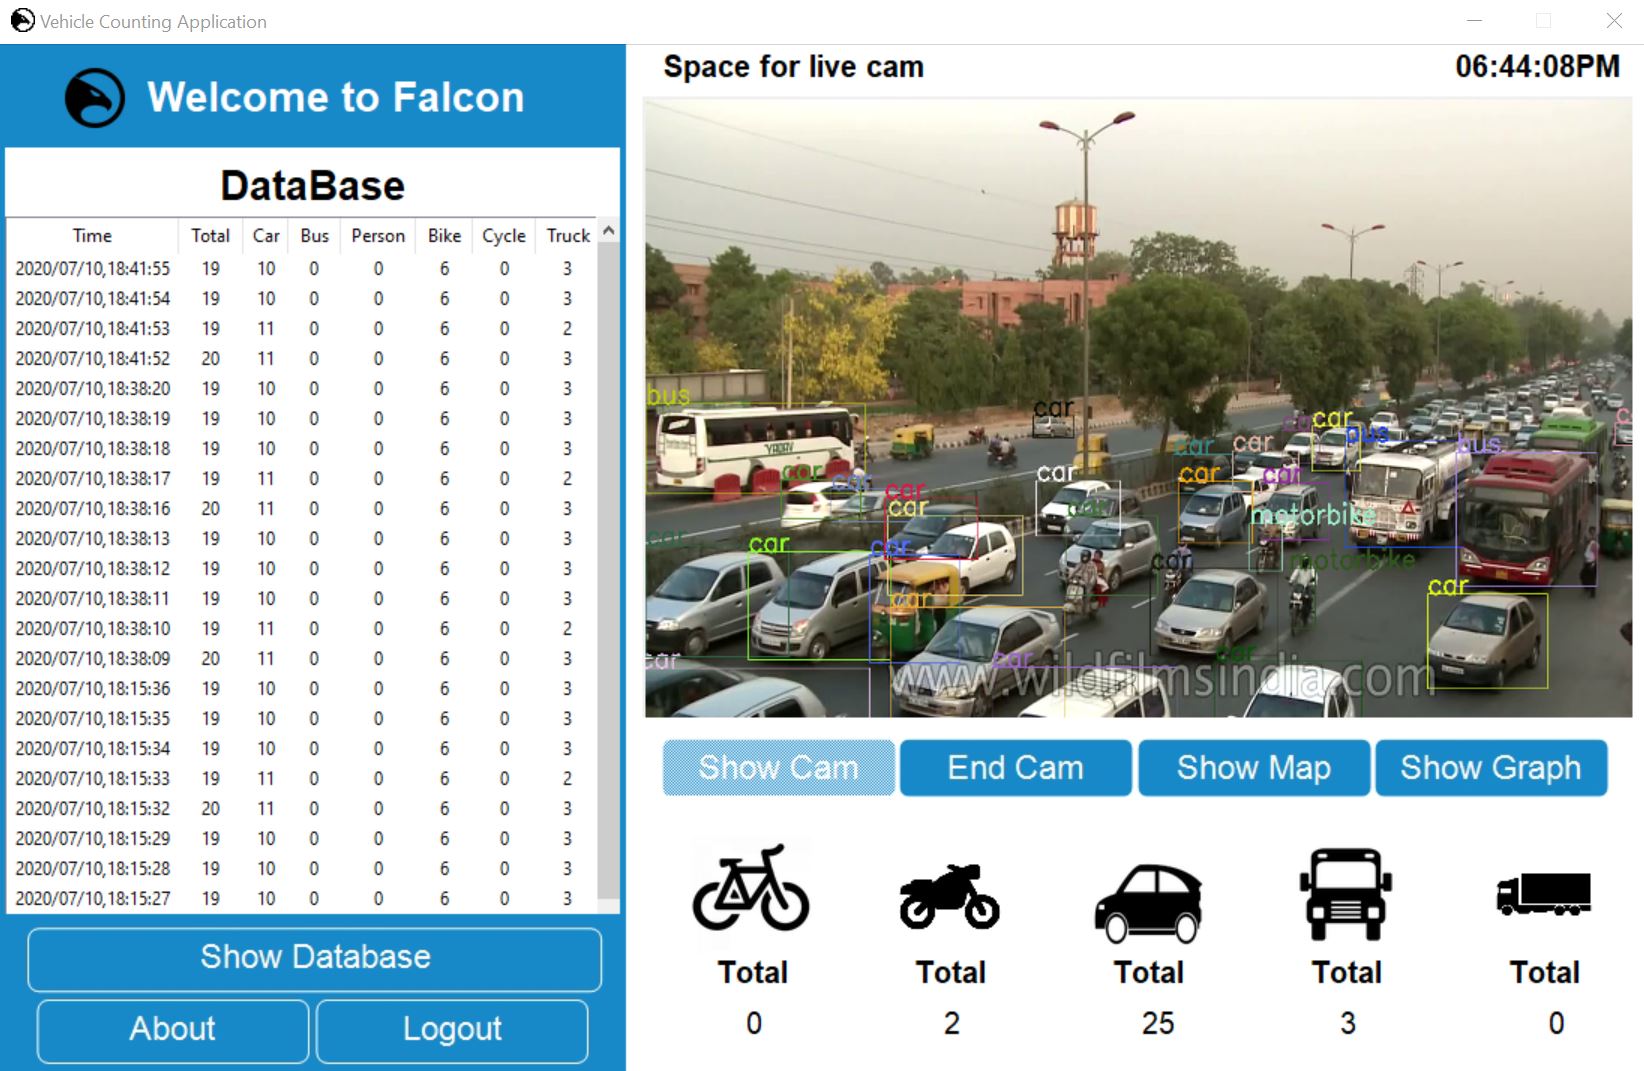 Vehicle Counting Application
Welcome to Falcon
DataBase
Time Total Car Bus Person Bike Cycle Truck
2020/07/10,18:41:55 19 10 0 0 6 0 3
2020/07/10,18:41:54 19 10 0 0 6 0 3
2020/07/10,18:41:53 19 11 0 0 6 0 2
2020/07/10,18:41:52 20 11 0 0 6 0 3
2020/07/10,18:38:20 19 10 0 0 6 0 3
2020/07/10,18:38:19 19 10 0 0 6 0 3
2020/07/10,18:38:18 19 10 0 0 6 0 3
2020/07/10,18:38:17 19 11 0 0 6 0 2
2020/07/10,18:38:16 20 11 0 0 6 0 3
2020/07/10,18:38:13 19 10 0 0 6 0 3
2020/07/10,18:38:12 19 10 0 0 6 0 3
2020/07/10,18:38:11 19 10 0 0 6 0 3
2020/07/10,18:38:10 19 11 0 0 6 0 2
2020/07/10,18:38:09 20 11 0 0 6 0 3
2020/07/10,18:15:36 19 10 0 0 6 0 3
2020/07/10,18:15:35 19 10 0 0 6 0 3
2020/07/10,18:15:34 19 10 0 0 6 0 3
2020/07/10,18:15:33 19 11 0 0 6 0 2
2020/07/10,18:15:32 20 11 0 0 6 0 3
2020/07/10,18:15:29 19 10 0 0 6 0 3
2020/07/10,18:15:28 19 10 0 0 6 0 3
2020/07/10,18:15:27 19 10 0 0 6 0 3
Show Database
About Logout
Space for live cam 06:44:08PM
bus
car
car
car
bus
car
car
bus
car
car
car
car
car
car
car
car
YADAV
motorbike
car
car
car
car
motorbike
car
car
car
car
car
car
www.wildfilmsindia.com
Show Cam End Cam Show Map Show Graph
Total Total Total Total Total
0 2 25 3 0